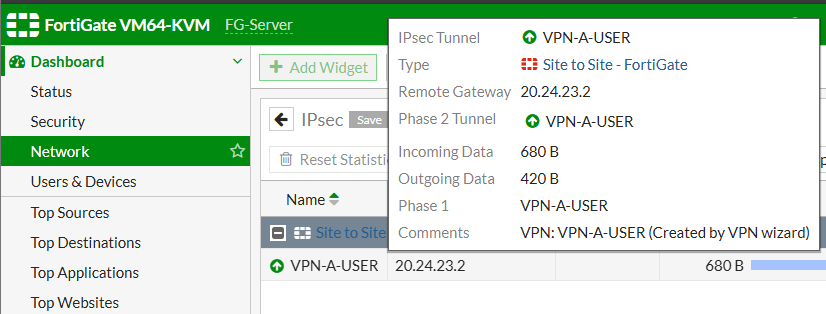 FortiGate VM64-KVM FG-Server
Dashboard
Status
Security
Network
Users & Devices
Top Sources
Top Destinations
Top Applications
Top Websites
+ Add Widget
IPsec Save
Reset Statistic
Name
Site to Site
VPN-A-USER 20.24.23.2 680 B
IPsec Tunnel VPN-A-USER
Type Site to Site - FortiGate
Remote Gateway 20.24.23.2
Phase 2 Tunnel VPN-A-USER
Incoming Data 680 B
Outgoing Data 420 B
Phase 1 VPN-A-USER
Comments VPN: VPN-A-USER (Created by VPN wizard)